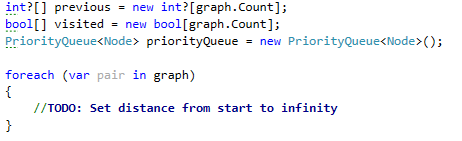 int?[] previous = new int?[graph.Count];
bool[] visited = new bool[graph.Count];
PriorityQueue<Node> priorityQueue = new PriorityQueue<Node>();
foreach (var pair in graph)
{
//TODO: Set distance from start to infinity
}